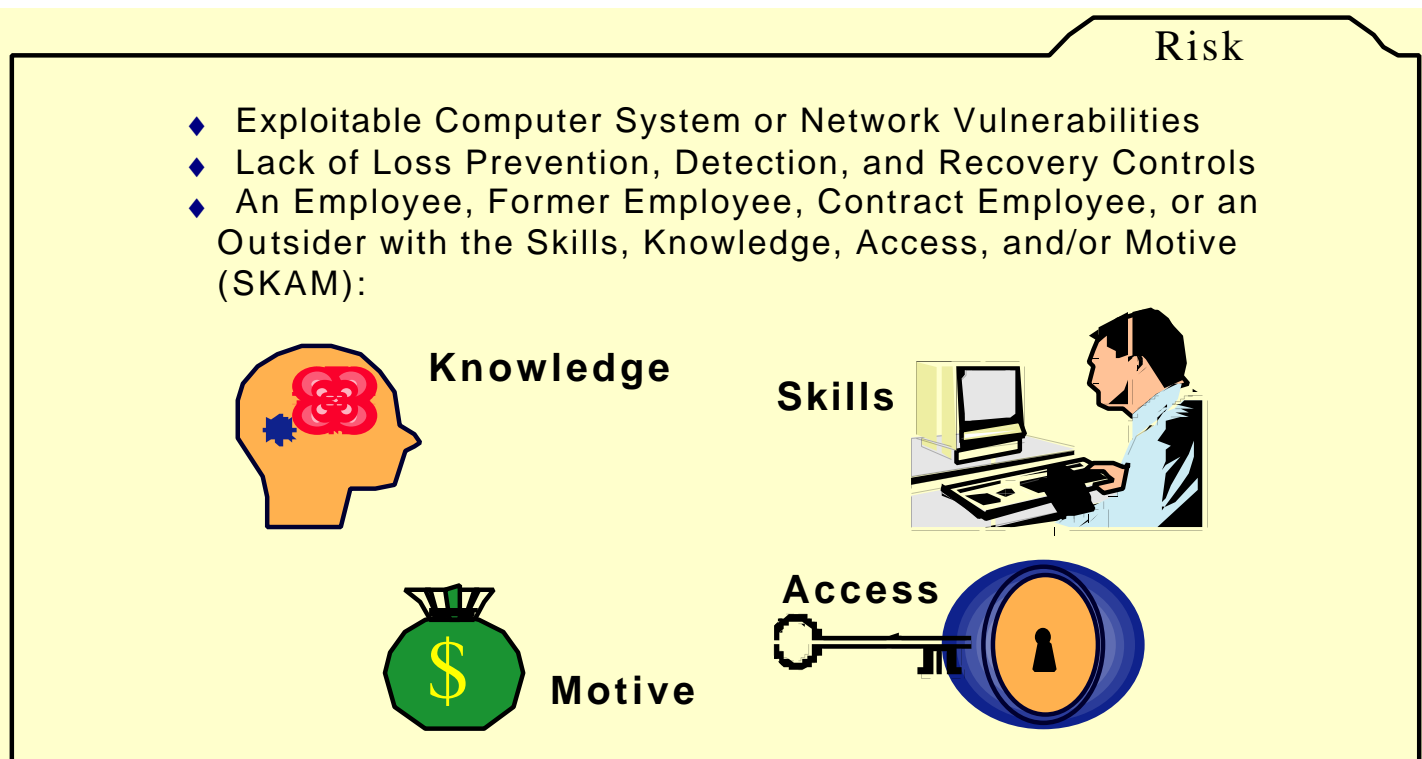 Risk
Exploitable Computer System or Network Vulnerabilities
Lack of Loss Prevention, Detection, and Recovery Controls
An Employee, Former Employee, Contract Employee, or an
Outsider with the Skills, Knowledge, Access, and/or Motive
(SKAM):
Knowledge
Skills
Access
$
Motive